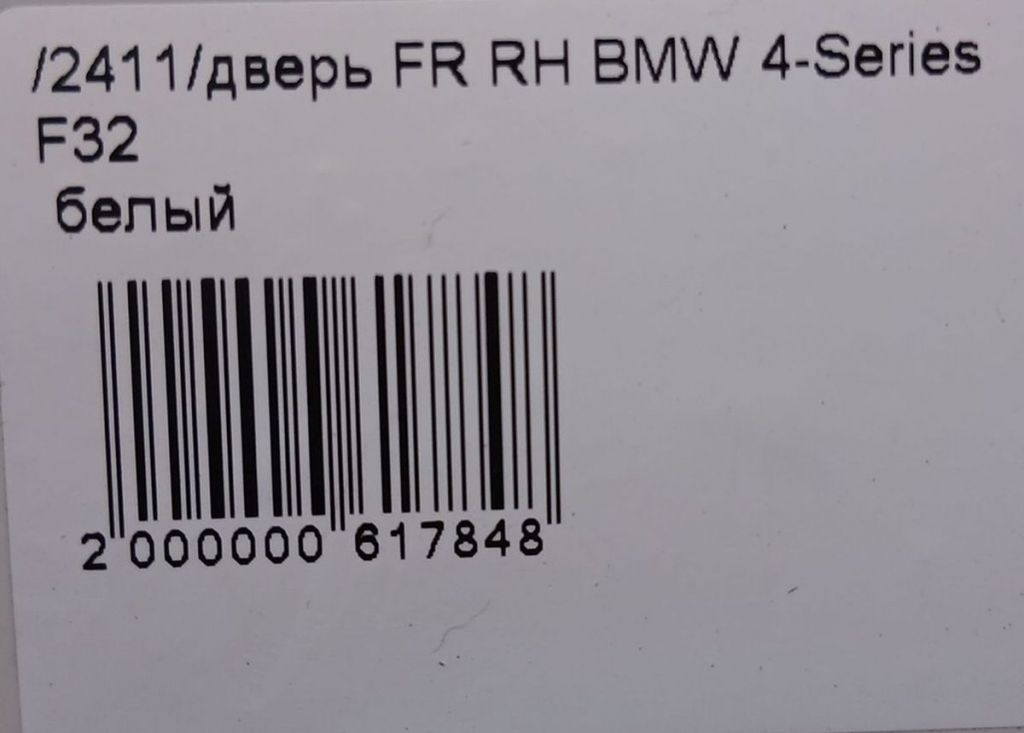 /2411/дверь FR RH BMW 4-Series
F32
белый
2 000000 617848